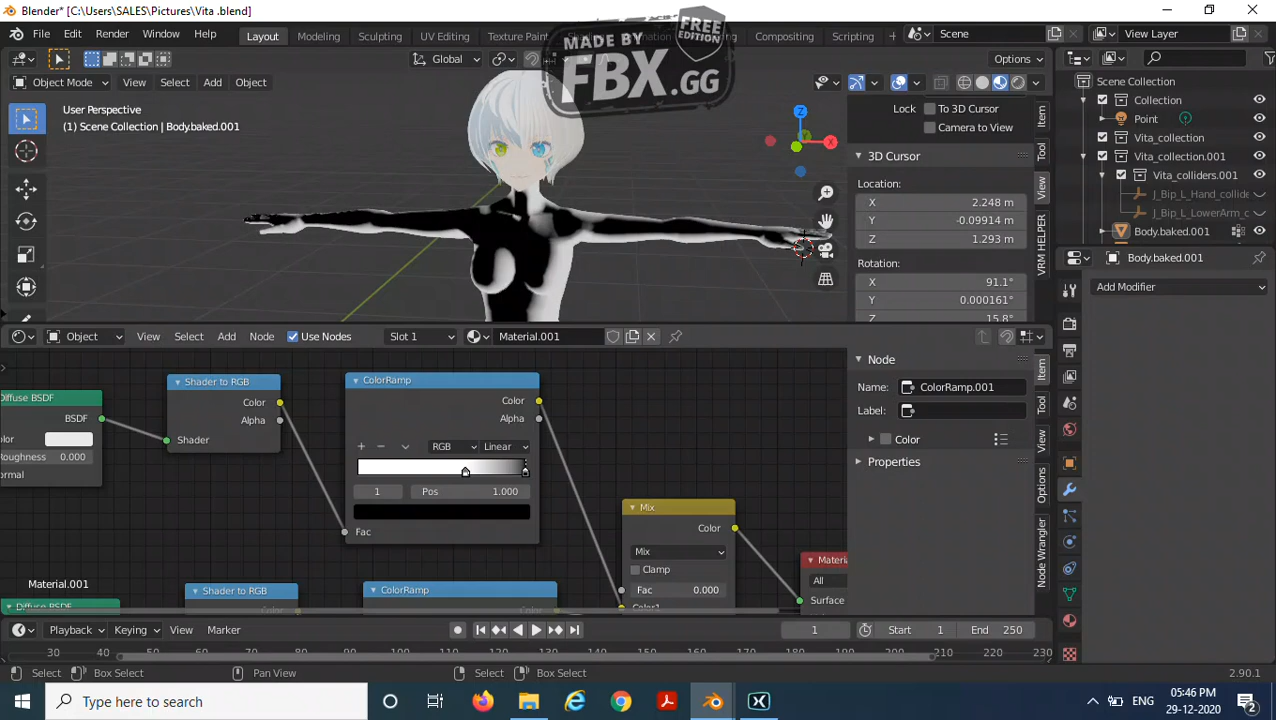 Blender* [C:\Users\SALES\Pictures\Vita .blend]
File Edit Render Window Help Layout Modeling Sculpting UV Editing Texture Paint Compositing Scripting + Scene View Layer
MADE BY
FBX.GG
FREE
EDITION
Global Options
Object Mode View Select Add Object
User Perspective
(1) Scene Collection | Body.baked.001
Z
Y
X
Lock To 3D Cursor
Camera to View
3D Cursor
Location:
X 2.248 m
Y -0.09914 m
Z 1.293 m
Rotation:
X 91.1°
Y 0.000161°
Z 15.8°
Item
Tool
View
VRM HELPER
Scene Collection
Collection
Point
Vita_collection
Vita_collection.001
Vita_colliders.001
J_Bip_L_Hand_collide
J_Bip_L_LowerArm_c
Body.baked.001
Body.baked.001
Add Modifier
Object View Select Add Node Use Nodes Slot 1 Material.001
Diffuse BSDF
BSDF
olor
Roughness 0.000
ormal
Shader to RGB
Color
Alpha
Shader
ColorRamp
Color
Alpha
+ − RGB Linear
1 Pos 1.000
Fac
Mix
Color
Mix
Clamp
Fac 0.000
Color1
Materia
All
Surface
Material.001
Diffuse BSDF
Shader to RGB
ColorRamp
Node
Name: ColorRamp.001
Label:
Color
Properties
Item
Tool
View
Options
Node Wrangler
Playback Keying View Marker 1 Start 1 End 250
30 40 50 60 70 80 90 100 110 120 130 140 150 160 170 180 190 200 210 220 230
Select Box Select Pan View Select Box Select 2.90.1
Type here to search
ENG
05:46 PM
29-12-2020
2